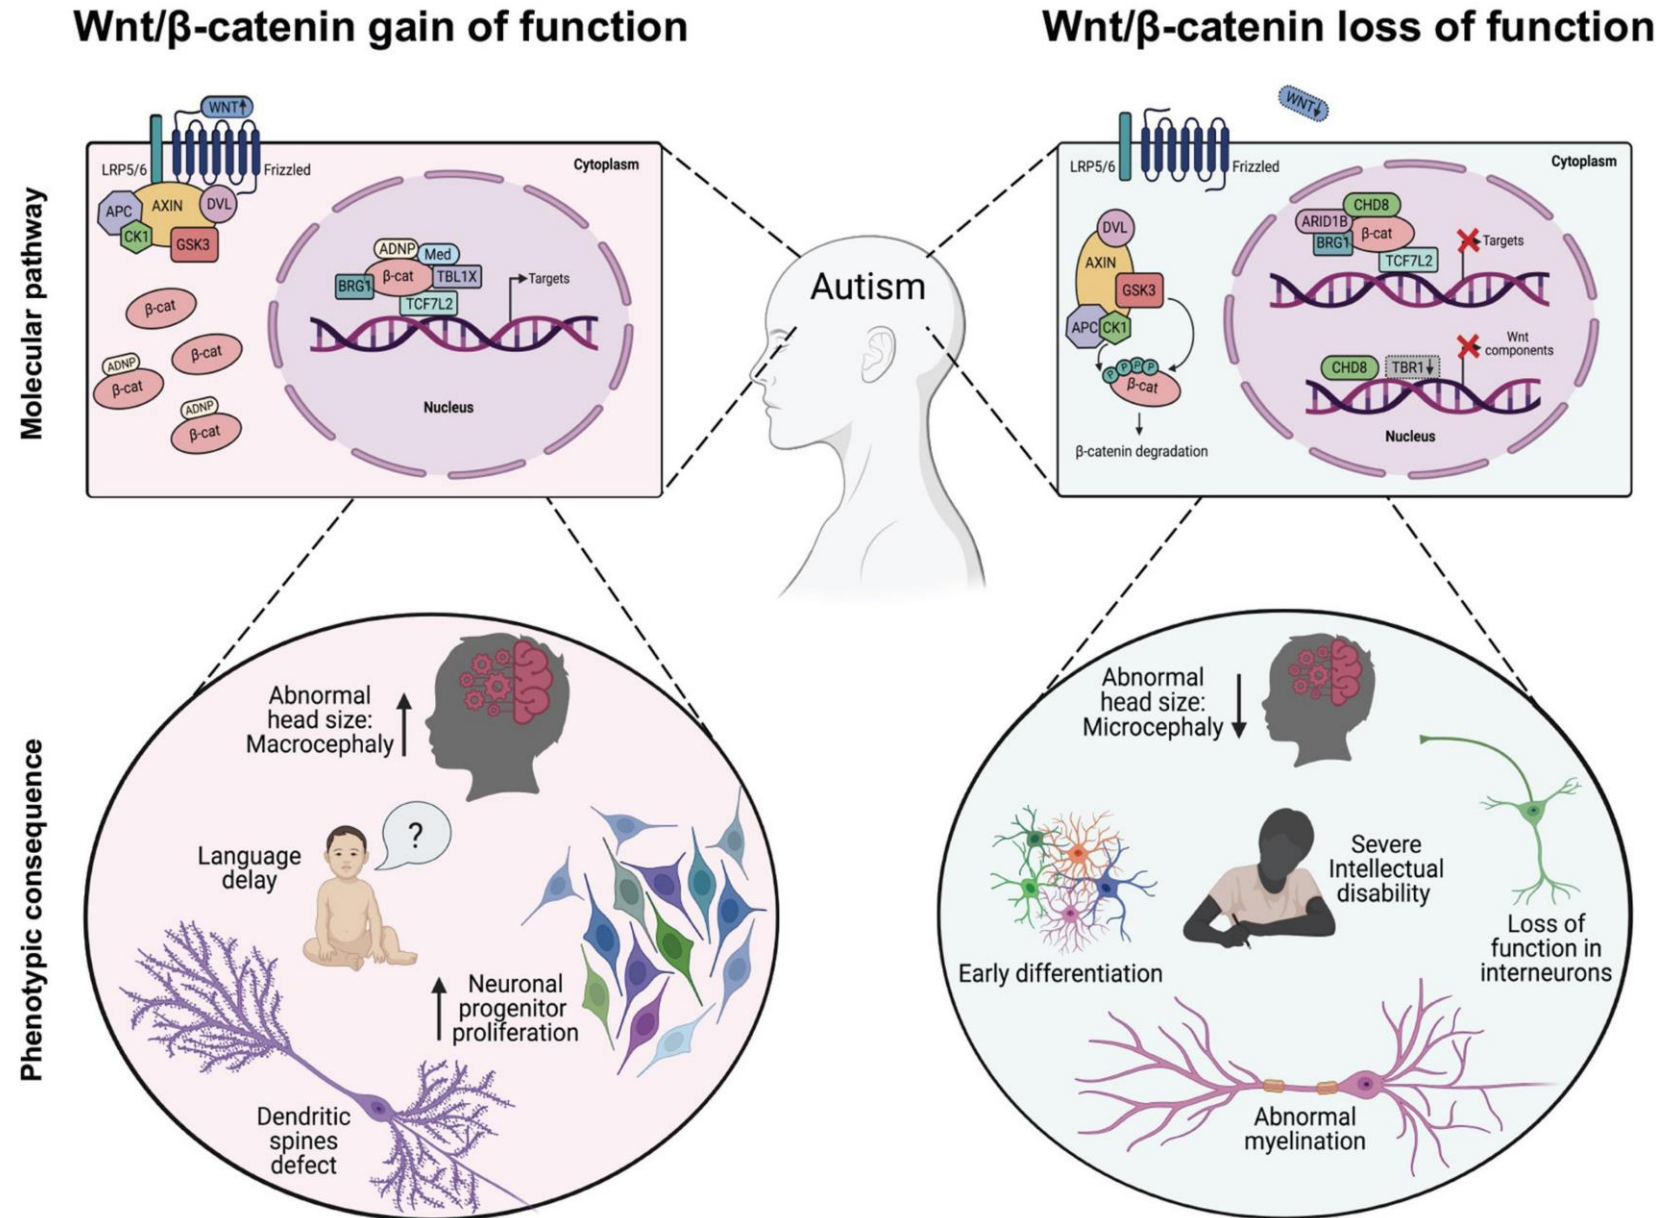 Wnt/β-catenin gain of function
Wnt/β-catenin loss of function
Molecular pathway
WNT↑
LRP5/6
Frizzled
Cytoplasm
APC
AXIN
DVL
CK1
GSK3
β-cat
β-cat
ADNP
β-cat
ADNP
β-cat
ADNP
Med
β-cat
TBL1X
BRG1
TCF7L2
Targets
Nucleus
Autism
WNT↓
LRP5/6
Frizzled
Cytoplasm
DVL
AXIN
GSK3
APC
CK1
P P P P
β-cat
β-catenin degradation
CHD8
ARID1B
β-cat
BRG1
TCF7L2
Targets
Wnt
components
CHD8
TBR1↓
Nucleus
Phenotypic consequence
Abnormal
head size:
Macrocephaly
Language
delay
?
Neuronal
progenitor
proliferation
Dendritic
spines
defect
Abnormal
head size:
Microcephaly
Severe
Intellectual
disability
Early differentiation
Loss of
function in
interneurons
Abnormal
myelination